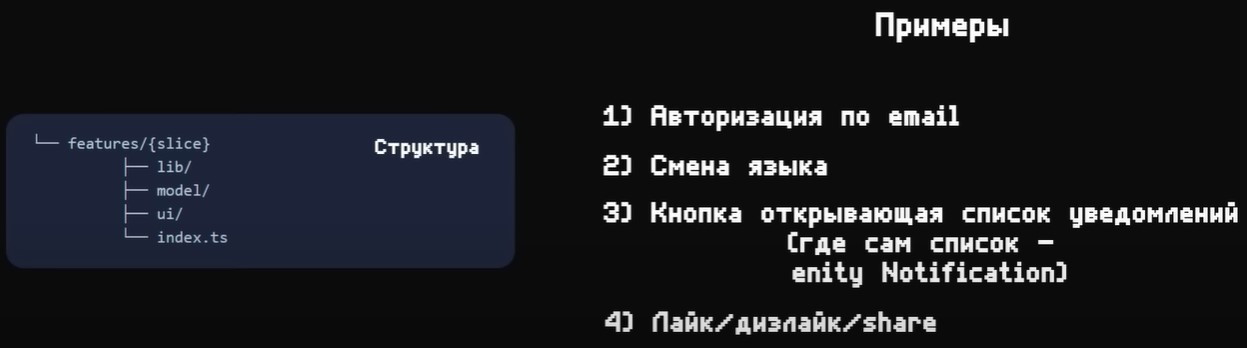 Примеры
└── features/{slice}
├── lib/
├── model/
├── ui/
└── index.ts
Структура
1) Авторизация по email
2) Смена языка
3) Кнопка открывающая список уведомлений
(где сам список -
enity Notification)
4) Лайк/дизлайк/share